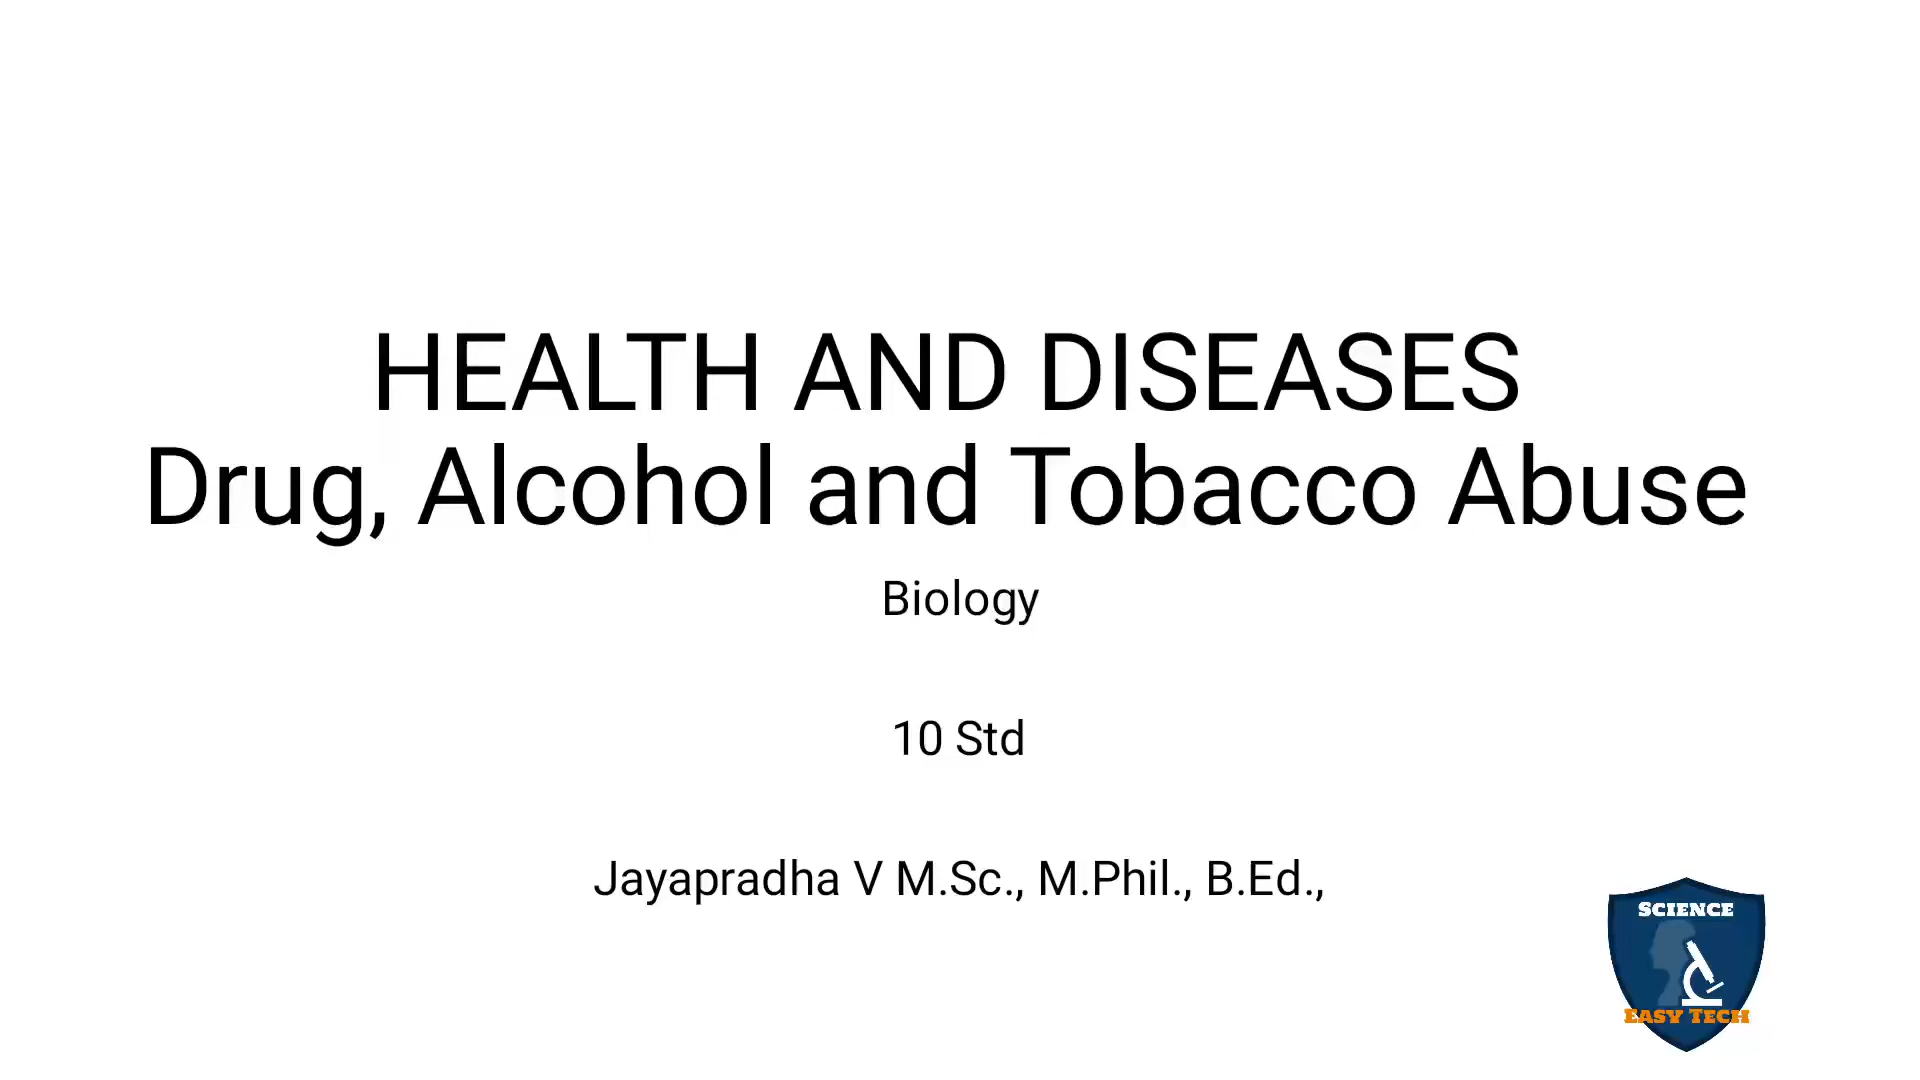 HEALTH AND DISEASES
Drug, Alcohol and Tobacco Abuse
Biology
10 Std
Jayapradha V M.Sc., M.Phil., B.Ed.,
SCIENCE
EASY TECH